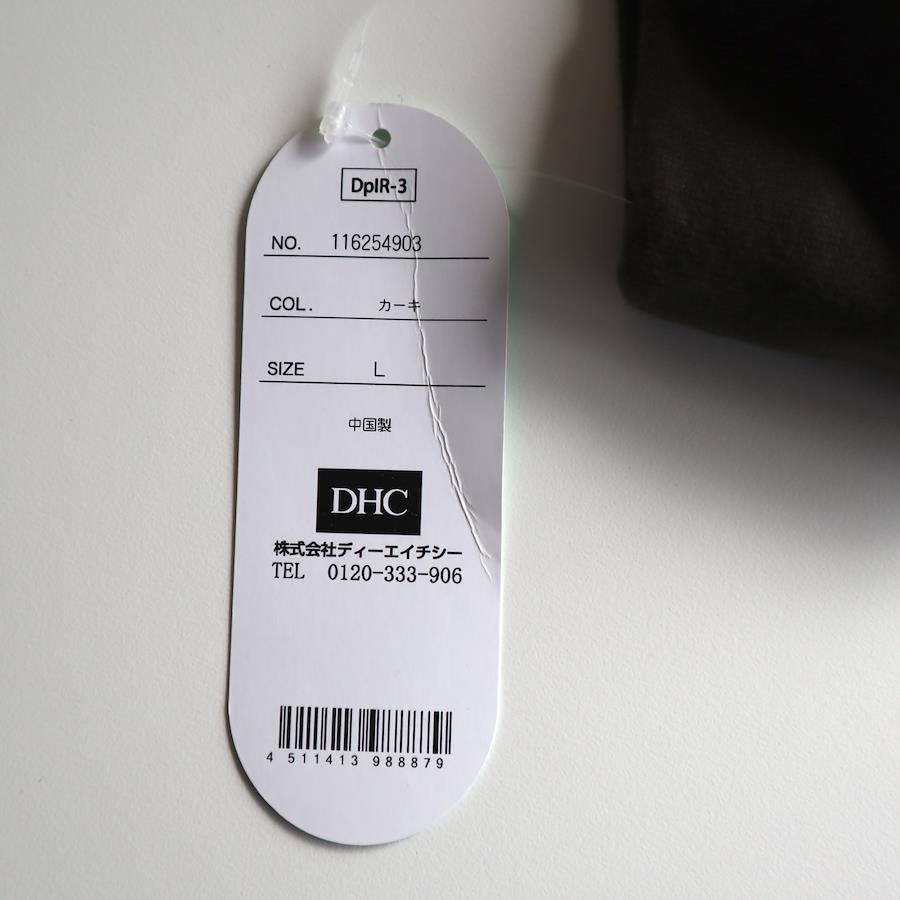 DpIR-3
NO. 116254903
COL. カーキ
SIZE L
中国製
DHC
株式会社ディーエイチシー
TEL 0120-333-906
4 511413 988879